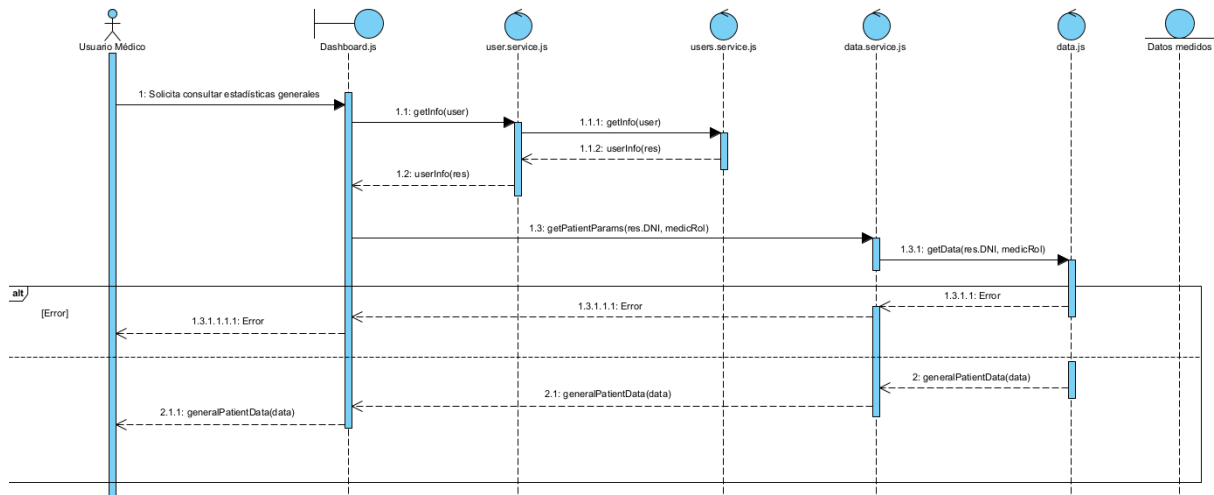 Usuario Médico
Dashboard.js
user.service.js
users.service.js
data.service.js
data.js
Datos medidos
1: Solicita consultar estadísticas generales
1.1: getInfo(user)
1.1.1: getInfo(user)
1.1.2: userInfo(res)
1.2: userInfo(res)
1.3: getPatientParams(res.DNI, medicRol)
1.3.1: getData(res.DNI, medicRol)
alt
[Error]
1.3.1.1: Error
1.3.1.1.1: Error
1.3.1.1.1.1: Error
2: generalPatientData(data)
2.1: generalPatientData(data)
2.1.1: generalPatientData(data)